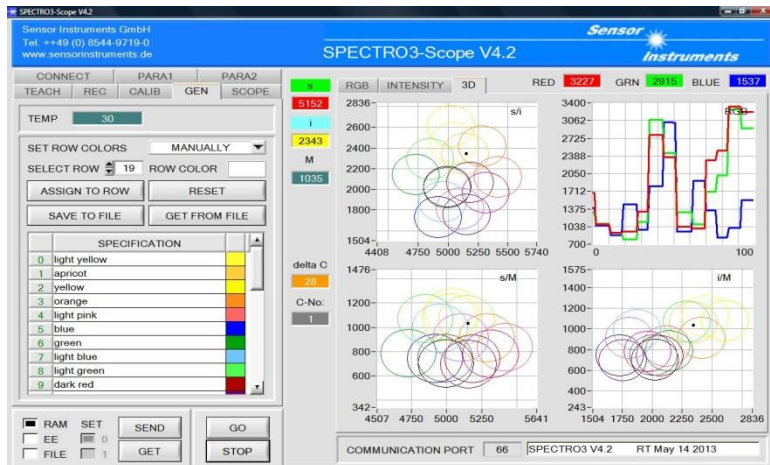 SPECTRO3-Scope V4.2
Sensor Instruments GmbH
Tel. ++49 (0) 8544-9719-0
www.sensorinstruments.de
SPECTRO3-Scope V4.2
Sensor
Instruments
CONNECT PARA1 PARA2
TEACH REC CALIB GEN SCOPE
TEMP 30
SET ROW COLORS MANUALLY
SELECT ROW 19 ROW COLOR
ASSIGN TO ROW RESET
SAVE TO FILE GET FROM FILE
SPECIFICATION
0 light yellow
1 apricot
2 yellow
3 orange
4 light pink
5 blue
6 green
7 light blue
8 light green
9 dark red
RAM SET SEND GO
EE 0
FILE 1 GET STOP
s
5152
i
2343
M
1035
delta C
28
C-No:
1
RGB INTENSITY 3D RED 3227 GRN 2915 BLUE 1537
s/i
2836
2600
2400
2200
2000
1800
1504
4408 4750 5000 5250 5500 5740
RGB
3400
3062
2725
2388
2050
1712
1375
1038
700
0 100
s/M
1476
1200
1000
800
600
342
4507 4750 5000 5250 5641
i/M
1575
1400
1200
1000
800
600
400
243
1504 1750 2000 2250 2500 2836
COMMUNICATION PORT 66 SPECTRO3 V4.2 RT May 14 2013